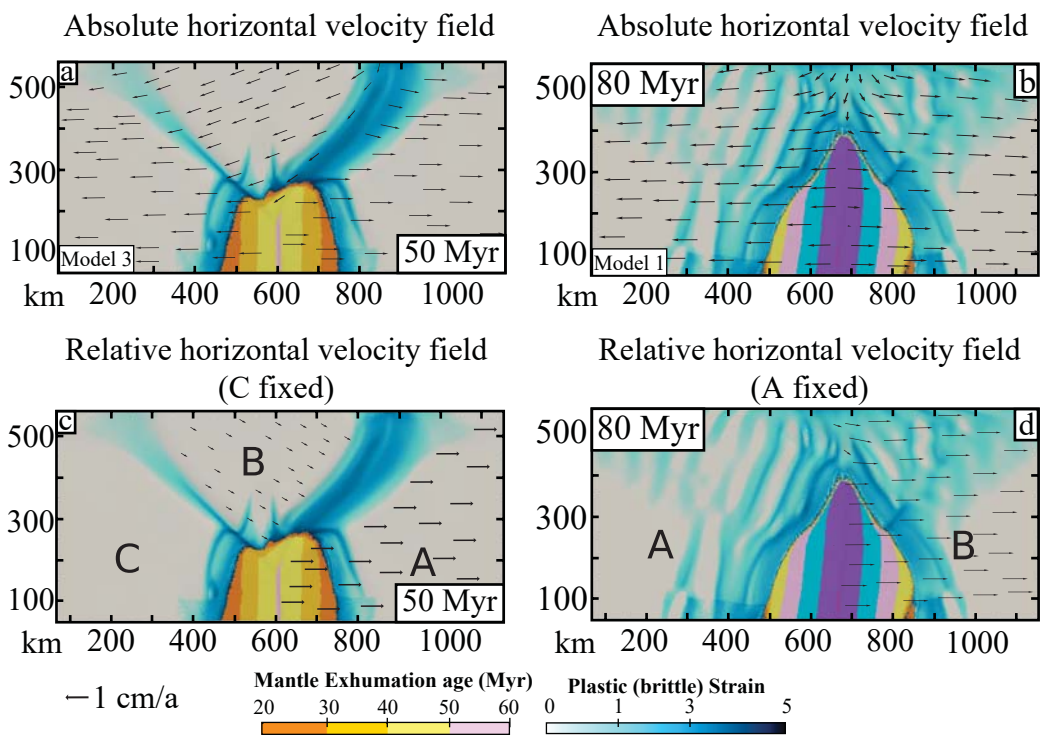 Absolute horizontal velocity field
Absolute horizontal velocity field
a
500
300
100
Model 3
50 Myr
km 200 400 600 800 1000
80 Myr
b
500
300
100
Model 1
km 200 400 600 800 1000
Relative horizontal velocity field
(C fixed)
Relative horizontal velocity field
(A fixed)
c
500
300
100
B
C
A
50 Myr
km 200 400 600 800 1000
80 Myr
d
500
300
100
A
B
km 200 400 600 800 1000
1 cm/a
Mantle Exhumation age (Myr)
20 30 40 50 60
Plastic (brittle) Strain
0 1 3 5